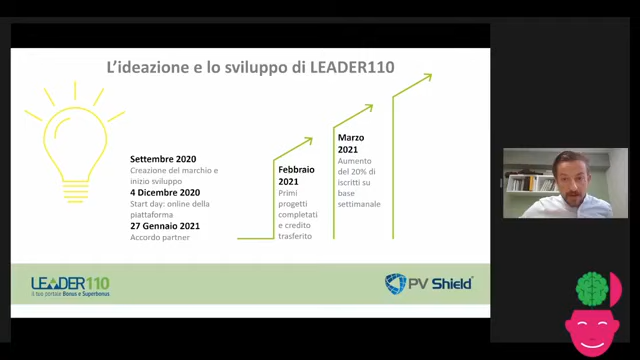 L'ideazione e lo sviluppo di LEADER110
Settembre 2020
Creazione del marchio e
inizio sviluppo
4 Dicembre 2020
Start day: online della
piattaforma
27 Gennaio 2021
Accordo partner
Febbraio
2021
Primi
progetti
completati
e credito
trasferito
Marzo
2021
Aumento
del 20% di
iscritti su
base
settimanale
LEADER110
il tuo portale Bonus e Superbonus
PV Shield